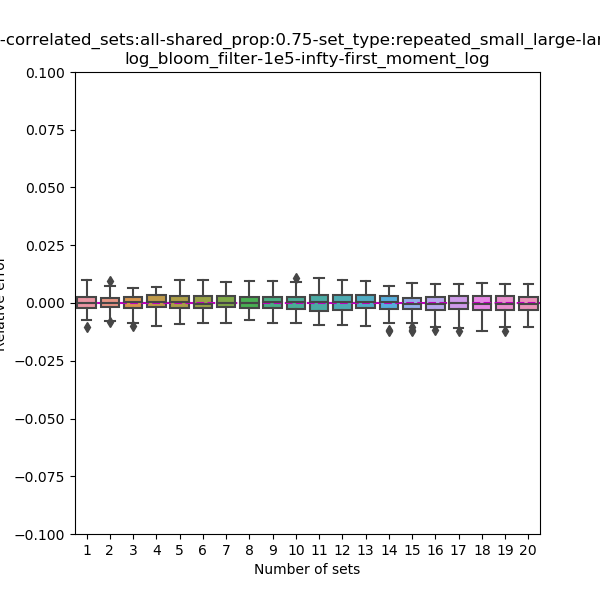 -correlated_sets:all-shared_prop:0.75-set_type:repeated_small_large-lar
log_bloom_filter-1e5-infty-first_moment_log
0.100
0.075
0.050
0.025
0.000
−0.025
−0.050
−0.075
−0.100
Relative error
1 2 3 4 5 6 7 8 9 10 11 12 13 14 15 16 17 18 19 20
Number of sets